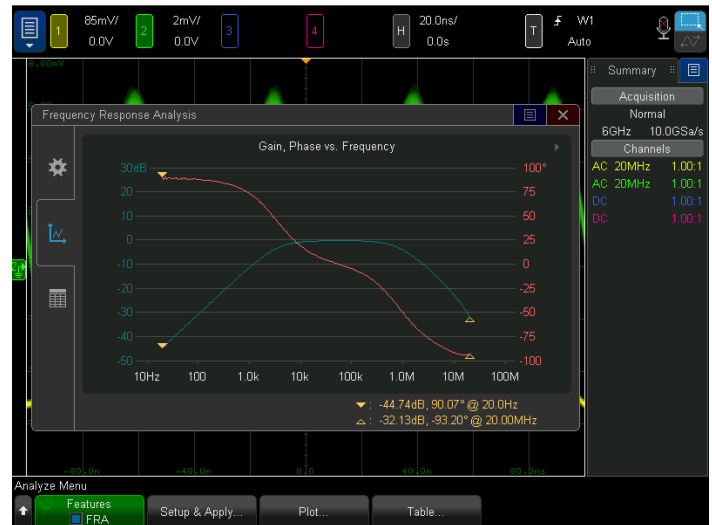 1 85mV/ 2 2mV/ 3 4 H 20.0ns/ T W1
0.0V 0.0V 0.0s Auto
8.00mV
Summary
Acquisition
Normal
6GHz 10.0GSa/s
Channels
AC 20MHz 1.00:1
AC 20MHz 1.00:1
DC 1.00:1
DC 1.00:1
Frequency Response Analysis
Gain, Phase vs. Frequency
30dB 100°
20 75
10 50
0 25
-10 0
-20 -25
-30 -50
-40 -75
-50 -100
10Hz 100 1.0k 10k 100k 1.0M 10M 100M
: -44.74dB, 90.07° @ 20.0Hz
: -32.13dB, -93.20° @ 20.00MHz
2
-80.0n -40.0n 0.0 40.0n 80.0ns
Analyze Menu
Features
FRA
Setup & Apply...
Plot...
Table...